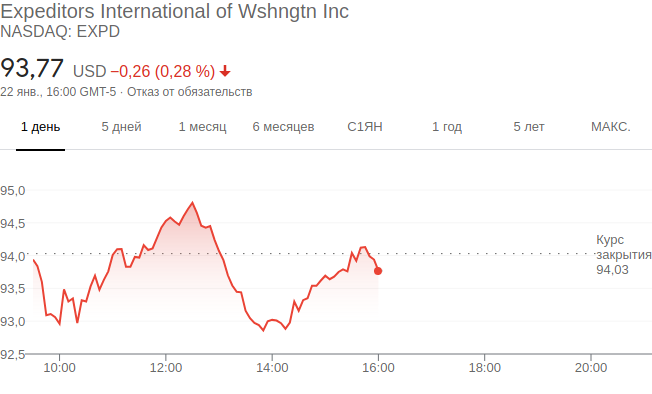 Expeditors International of Wshngtn Inc
NASDAQ: EXPD
93,77 USD −0,26 (0,28 %)
22 янв., 16:00 GMT-5 · Отказ от обязательств
1 день 5 дней 1 месяц 6 месяцев С1ЯН 1 год 5 лет МАКС.
95,0
94,5
Курс
94,0 закрытия
94,03
93,5
93,0
92,5
10:00 12:00 14:00 16:00 18:00 20:00